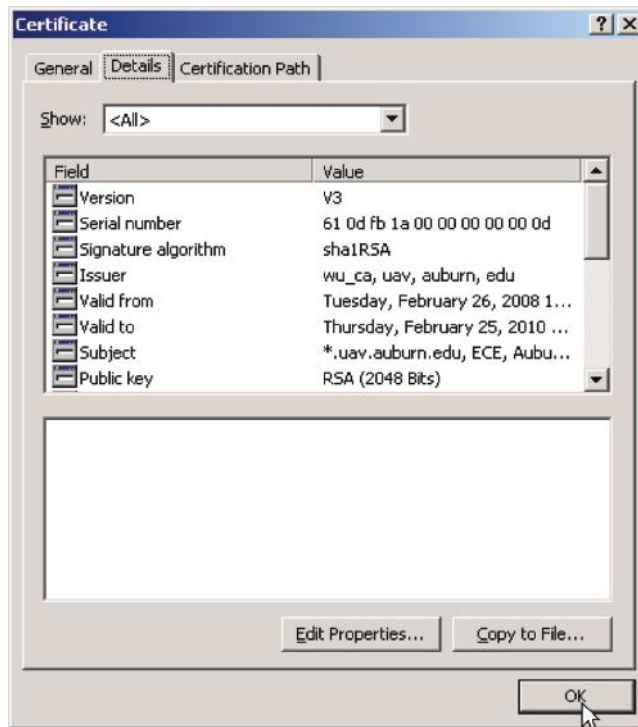 Certificate
General Details Certification Path
Show: <All>
Field Value
Version V3
Serial number 61 0d fb 1a 00 00 00 00 00 0d
Signature algorithm sha1RSA
Issuer wu_ca, uav, auburn, edu
Valid from Tuesday, February 26, 2008 1...
Valid to Thursday, February 25, 2010 ...
Subject *.uav.auburn.edu, ECE, Aubu...
Public key RSA (2048 Bits)
Edit Properties... Copy to File...
OK